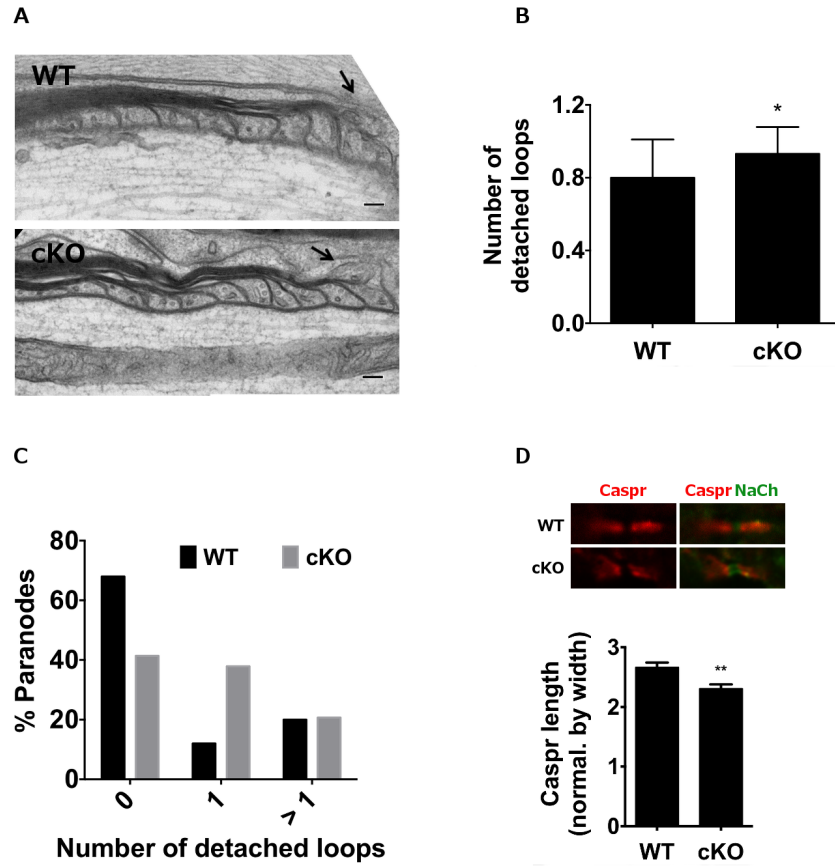 A
WT
cKO
B
Number of
detached loops
1.2
0.8
0.4
0.0
*
WT
cKO
C
% Paranodes
80
60
40
20
0
WT
cKO
0
1
> 1
Number of detached loops
D
Caspr
Caspr NaCh
WT
cKO
Caspr length
(normal. by width)
3
2
1
0
**
WT
cKO